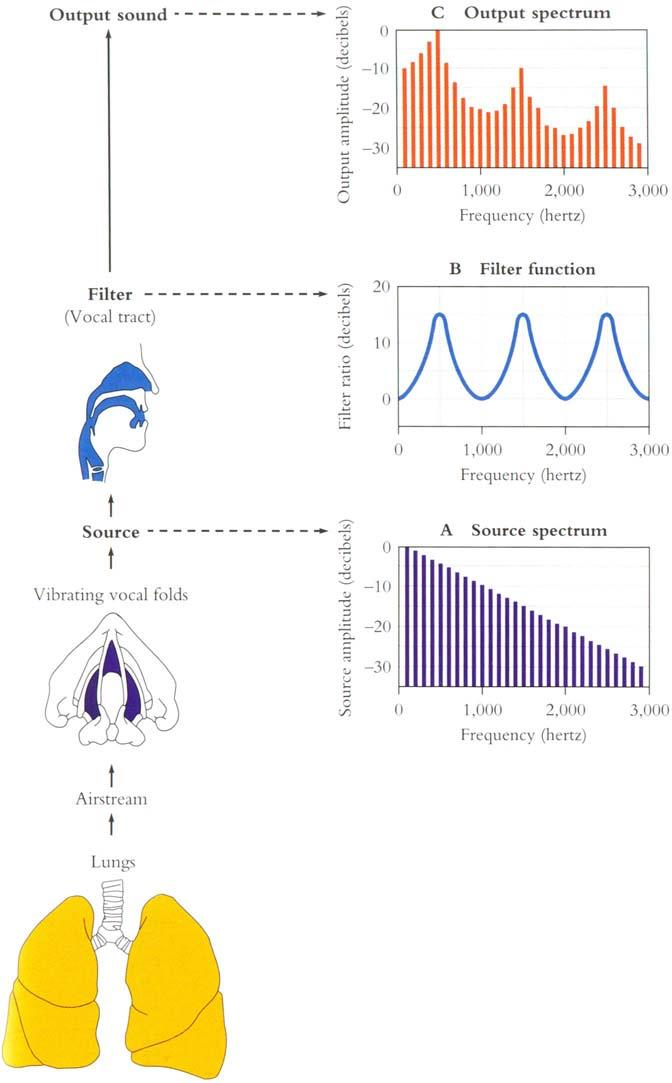 Output sound
C Output spectrum
Output amplitude (decibels)
0
−10
−20
−30
0 1,000 2,000 3,000
Frequency (hertz)
Filter
(Vocal tract)
B Filter function
Filter ratio (decibels)
20
10
0
0 1,000 2,000 3,000
Frequency (hertz)
Source
A Source spectrum
Source amplitude (decibels)
0
−10
−20
−30
0 1,000 2,000 3,000
Frequency (hertz)
Vibrating vocal folds
Airstream
Lungs